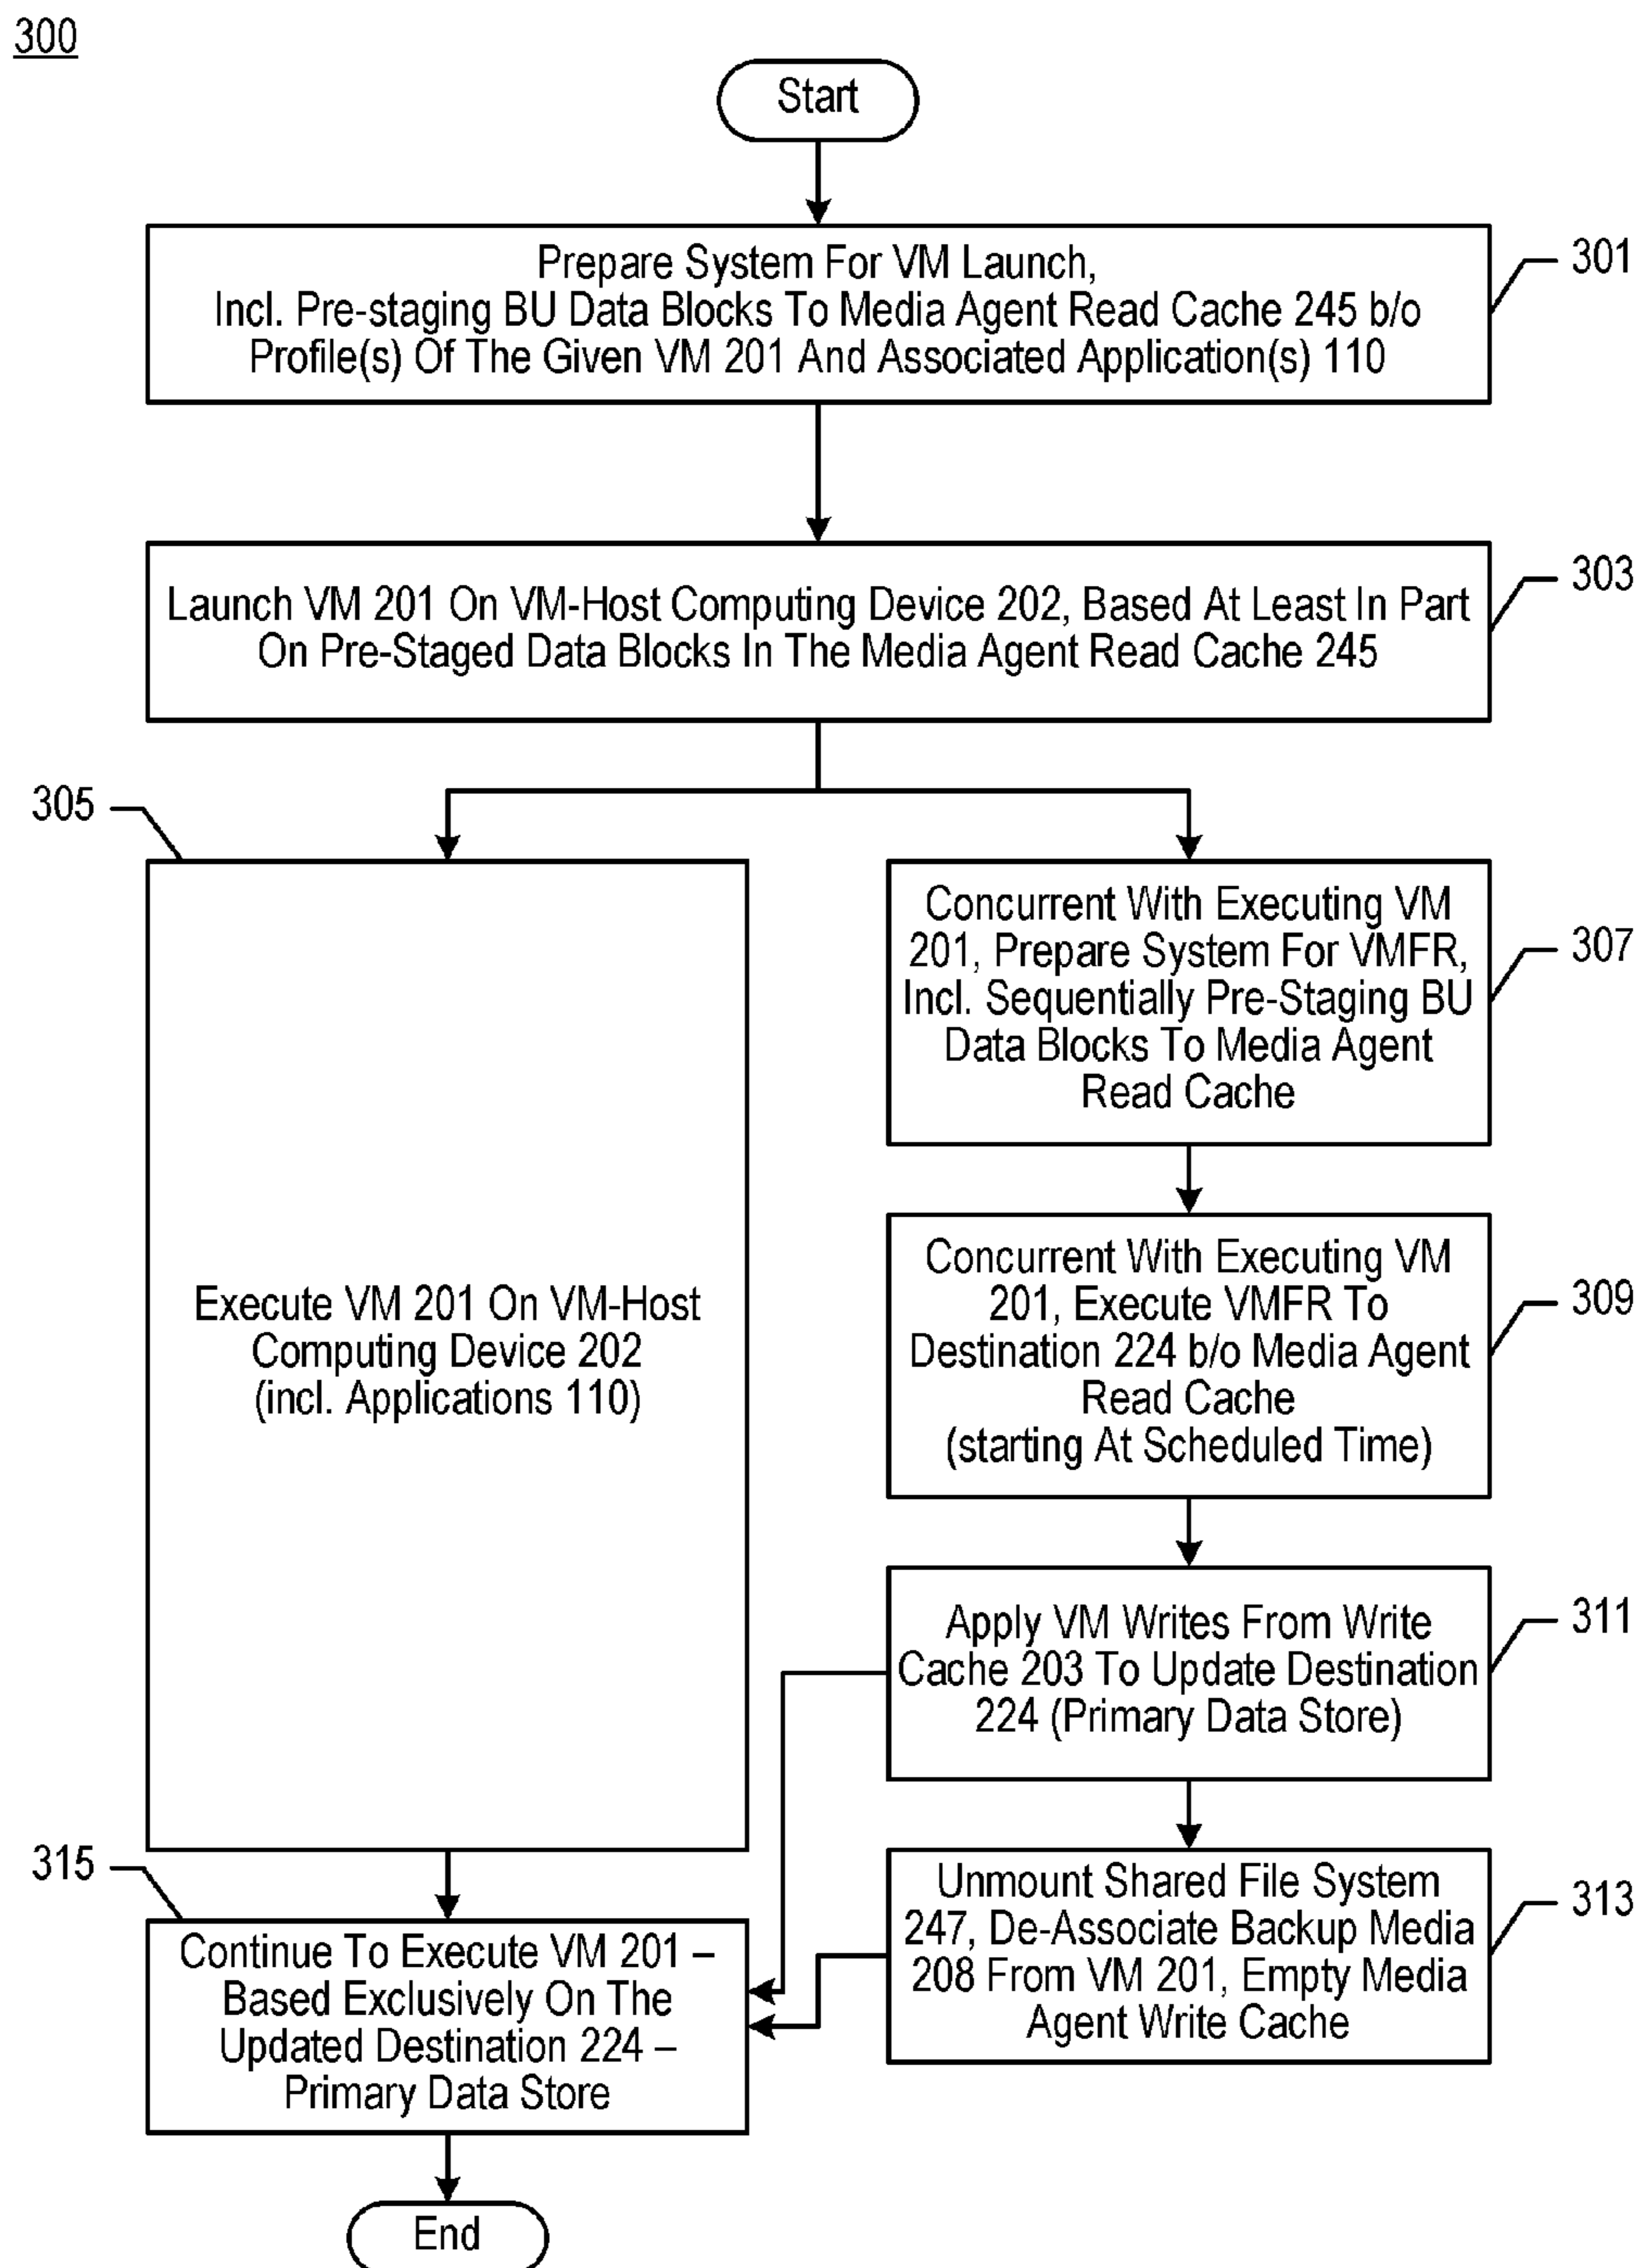 300
Start
Prepare System For VM Launch,
Incl. Pre-staging BU Data Blocks To Media Agent Read Cache 245 b/o
Profile(s) Of The Given VM 201 And Associated Application(s) 110
301
Launch VM 201 On VM-Host Computing Device 202, Based At Least In Part
On Pre-Staged Data Blocks In The Media Agent Read Cache 245
303
305
Execute VM 201 On VM-Host
Computing Device 202
(incl. Applications 110)
Concurrent With Executing VM
201, Prepare System For VMFR,
Incl. Sequentially Pre-Staging BU
Data Blocks To Media Agent
Read Cache
307
Concurrent With Executing VM
201, Execute VMFR To
Destination 224 b/o Media Agent
Read Cache
(starting At Scheduled Time)
309
Apply VM Writes From Write
Cache 203 To Update Destination
224 (Primary Data Store)
311
Unmount Shared File System
247, De-Associate Backup Media
208 From VM 201, Empty Media
Agent Write Cache
313
315
Continue To Execute VM 201 –
Based Exclusively On The
Updated Destination 224 –
Primary Data Store
End